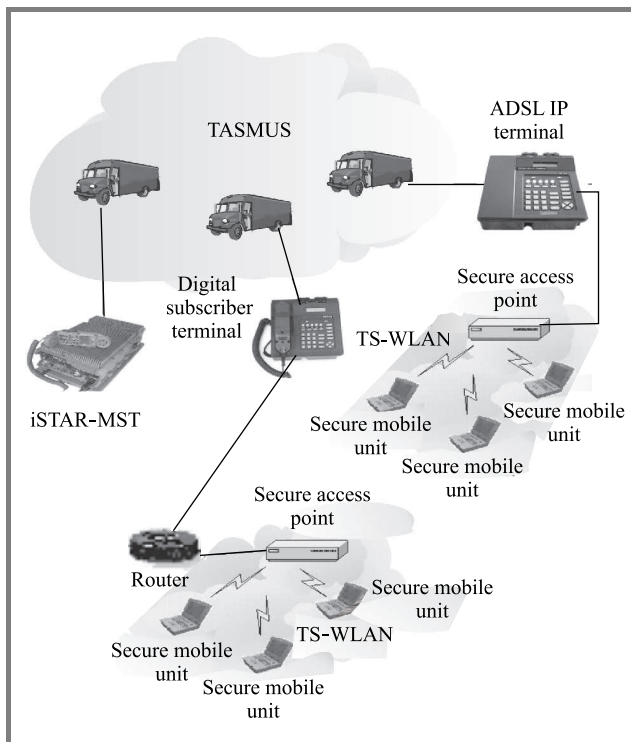 TASMUS
ADSL IP
terminal
Digital
subscriber
terminal
Secure access
point
TS-WLAN
iSTAR-MST
Secure mobile
unit
Secure mobile
unit
Secure mobile
unit
Secure access
point
Router
Secure mobile
unit
TS-WLAN
Secure mobile
unit
Secure mobile
unit